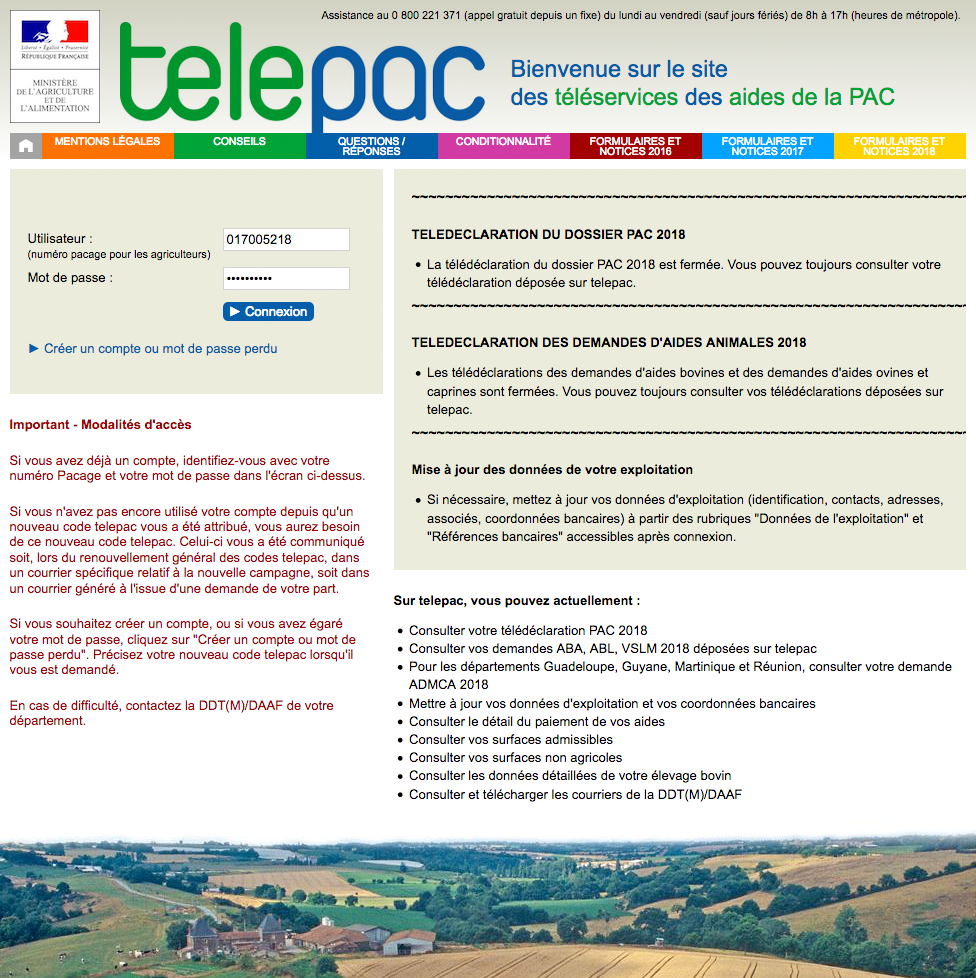 Assistance au 0 800 221 371 (appel gratuit depuis un fixe) du lundi au vendredi (sauf jours fériés) de 8h à 17h (heures de métropole).
Liberté • Égalité • Fraternité
RÉPUBLIQUE FRANÇAISE
MINISTÈRE
DE L'AGRICULTURE
ET DE
L'ALIMENTATION
telepac
Bienvenue sur le site
des téléservices des aides de la PAC
MENTIONS LÉGALES
CONSEILS
QUESTIONS /
RÉPONSES
CONDITIONNALITÉ
FORMULAIRES ET
NOTICES 2016
FORMULAIRES ET
NOTICES 2017
FORMULAIRES ET
NOTICES 2018
Utilisateur :
(numéro pacage pour les agriculteurs)
017005218
Mot de passe :
••••••••••
► Connexion
► Créer un compte ou mot de passe perdu
Important - Modalités d'accès
Si vous avez déjà un compte, identifiez-vous avec votre
numéro Pacage et votre mot de passe dans l'écran ci-dessus.
Si vous n'avez pas encore utilisé votre compte depuis qu'un
nouveau code telepac vous a été attribué, vous aurez besoin
de ce nouveau code telepac. Celui-ci vous a été communiqué
soit, lors du renouvellement général des codes telepac, dans
un courrier spécifique relatif à la nouvelle campagne, soit dans
un courrier généré à l'issue d'une demande de votre part.
Si vous souhaitez créer un compte, ou si vous avez égaré
votre mot de passe, cliquez sur "Créer un compte ou mot de
passe perdu". Précisez votre nouveau code telepac lorsqu'il
vous est demandé.
En cas de difficulté, contactez la DDT(M)/DAAF de votre
département.
~~~~~~~~~~~~~~~~~~~~~~~~~~~~~~~~~~~~~~~~~~~~~~~~~~~~~~~~~~~~~~~~~~~~~~
TELEDECLARATION DU DOSSIER PAC 2018
• La télédéclaration du dossier PAC 2018 est fermée. Vous pouvez toujours consulter votre
télédéclaration déposée sur telepac.
~~~~~~~~~~~~~~~~~~~~~~~~~~~~~~~~~~~~~~~~~~~~~~~~~~~~~~~~~~~~~~~~~~~~~~
TELEDECLARATION DES DEMANDES D'AIDES ANIMALES 2018
• Les télédéclarations des demandes d'aides bovines et des demandes d'aides ovines et
caprines sont fermées. Vous pouvez toujours consulter vos télédéclarations déposées sur
telepac.
~~~~~~~~~~~~~~~~~~~~~~~~~~~~~~~~~~~~~~~~~~~~~~~~~~~~~~~~~~~~~~~~~~~~~~
Mise à jour des données de votre exploitation
• Si nécessaire, mettez à jour vos données d'exploitation (identification, contacts, adresses,
associés, coordonnées bancaires) à partir des rubriques "Données de l'exploitation" et
"Références bancaires" accessibles après connexion.
Sur telepac, vous pouvez actuellement :
• Consulter votre télédéclaration PAC 2018
• Consulter vos demandes ABA, ABL, VSLM 2018 déposées sur telepac
• Pour les départements Guadeloupe, Guyane, Martinique et Réunion, consulter votre demande
ADMCA 2018
• Mettre à jour vos données d'exploitation et vos coordonnées bancaires
• Consulter le détail du paiement de vos aides
• Consulter vos surfaces admissibles
• Consulter vos surfaces non agricoles
• Consulter les données détaillées de votre élevage bovin
• Consulter et télécharger les courriers de la DDT(M)/DAAF